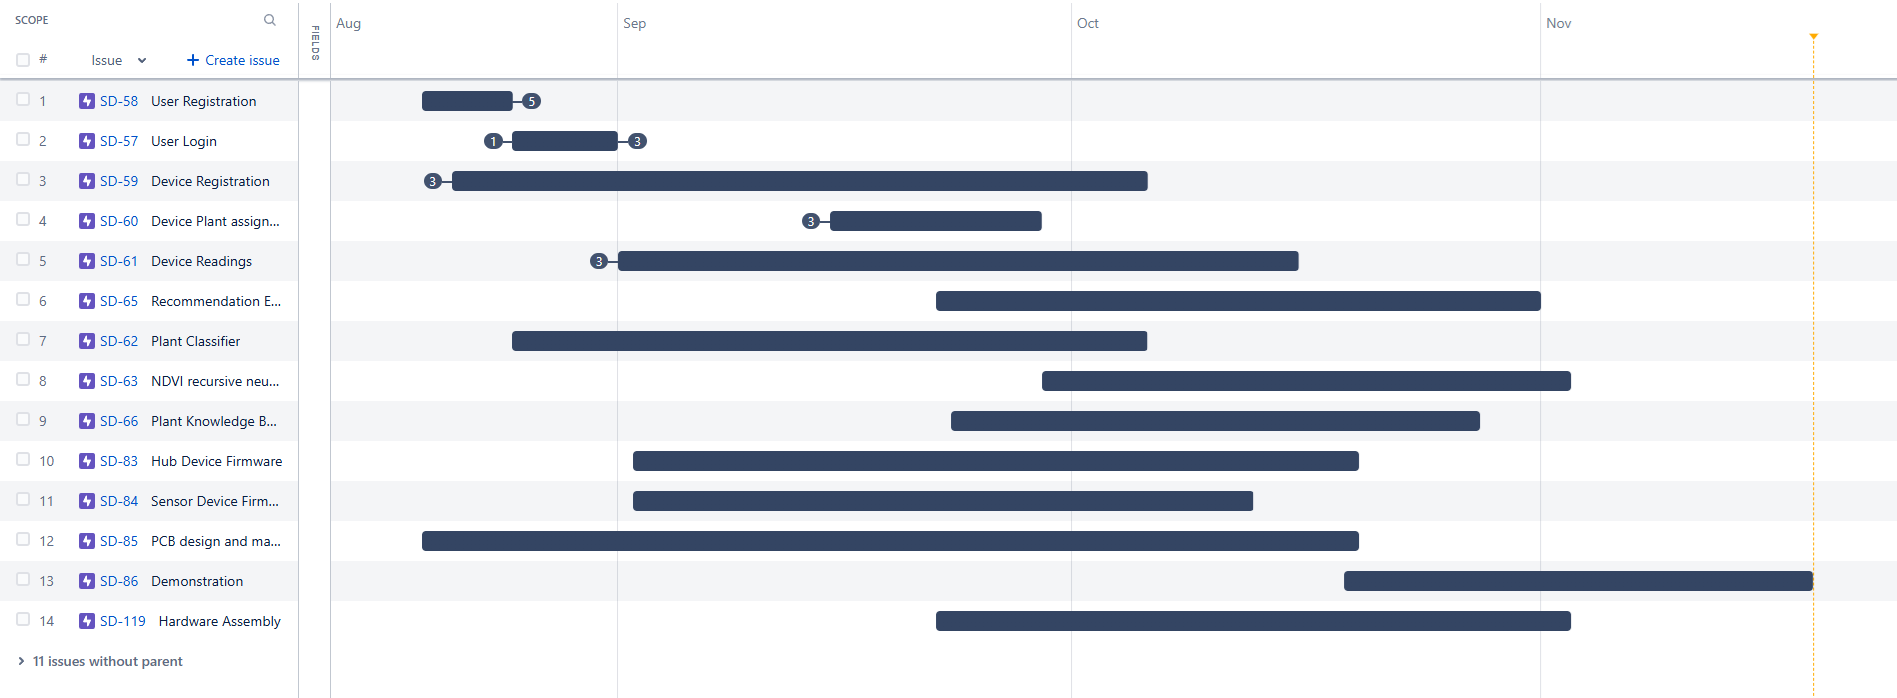 SCOPE
FIELDS
Aug Sep Oct Nov
# Issue + Create issue
1 SD-58 User Registration 5
2 SD-57 User Login 1 3
3 SD-59 Device Registration 3
4 SD-60 Device Plant assign... 3
5 SD-61 Device Readings 3
6 SD-65 Recommendation E...
7 SD-62 Plant Classifier
8 SD-63 NDVI recursive neu...
9 SD-66 Plant Knowledge B...
10 SD-83 Hub Device Firmware
11 SD-84 Sensor Device Firm...
12 SD-85 PCB design and ma...
13 SD-86 Demonstration
14 SD-119 Hardware Assembly
11 issues without parent